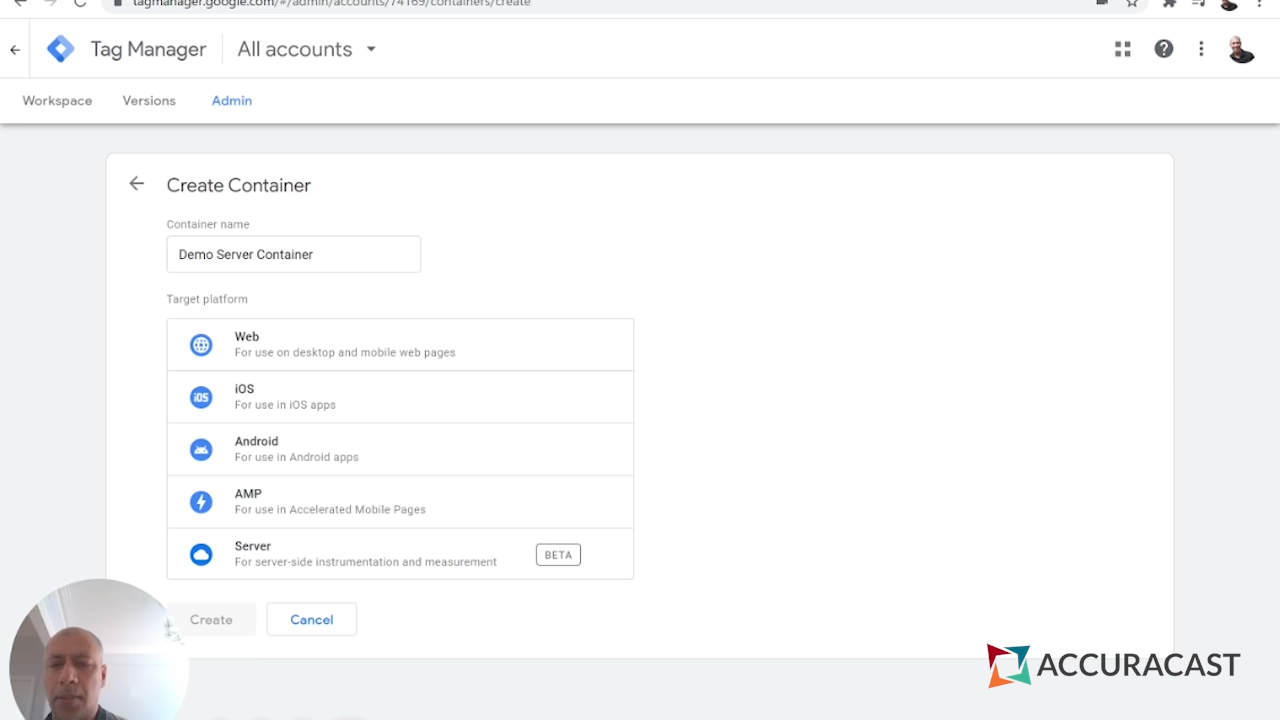 tagmanager.google.com/#/admin/accounts/74169/containers/create
Tag Manager
All accounts
Workspace
Versions
Admin
Create Container
Container name
Demo Server Container
Target platform
Web
For use on desktop and mobile web pages
iOS
iOS
For use in iOS apps
Android
For use in Android apps
AMP
For use in Accelerated Mobile Pages
Server
For server-side instrumentation and measurement
BETA
Create
Cancel
ACCURACAST